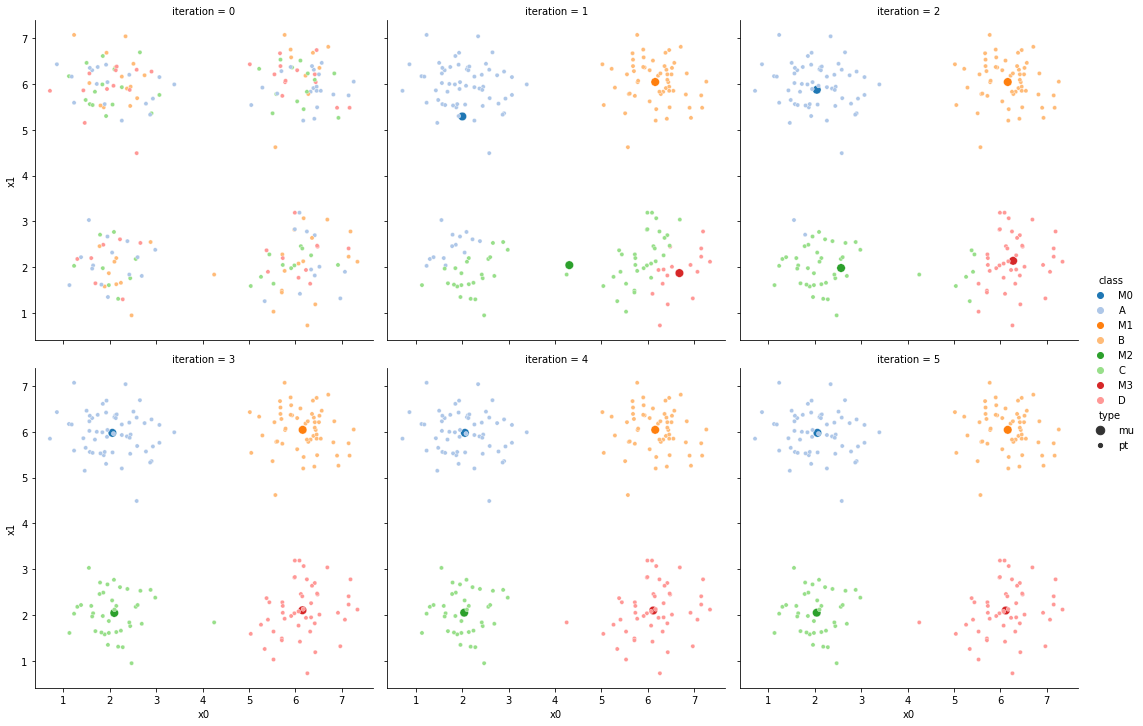 iteration = 0
iteration = 1
iteration = 2
7
6
5
4
3
2
1
x1
iteration = 3
iteration = 4
iteration = 5
7
6
5
4
3
2
1
x1
1 2 3 4 5 6 7
1 2 3 4 5 6 7
1 2 3 4 5 6 7
x0
x0
x0
class
M0
A
M1
B
M2
C
M3
D
type
mu
pt